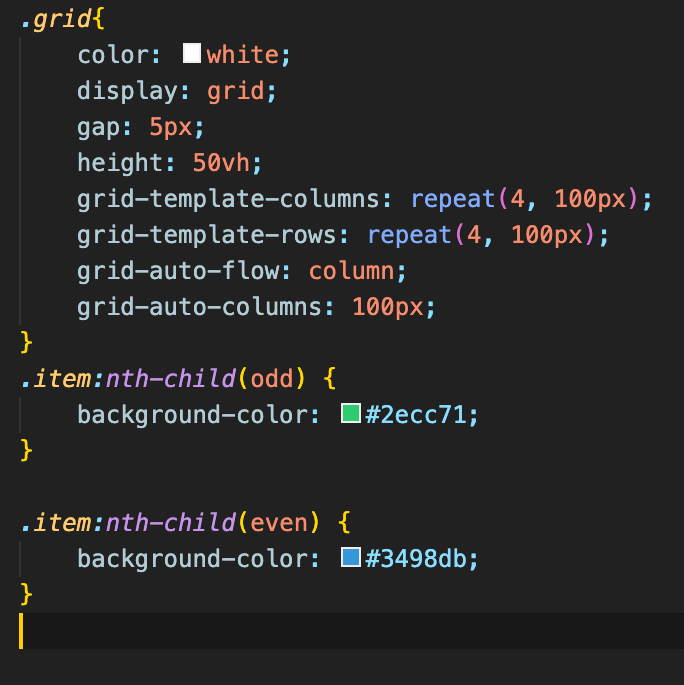 .grid{
    color: white;
    display: grid;
    gap: 5px;
    height: 50vh;
    grid-template-columns: repeat(4, 100px);
    grid-template-rows: repeat(4, 100px);
    grid-auto-flow: column;
    grid-auto-columns: 100px;
}
.item:nth-child(odd) {
    background-color: #2ecc71;
}

.item:nth-child(even) {
    background-color: #3498db;
}